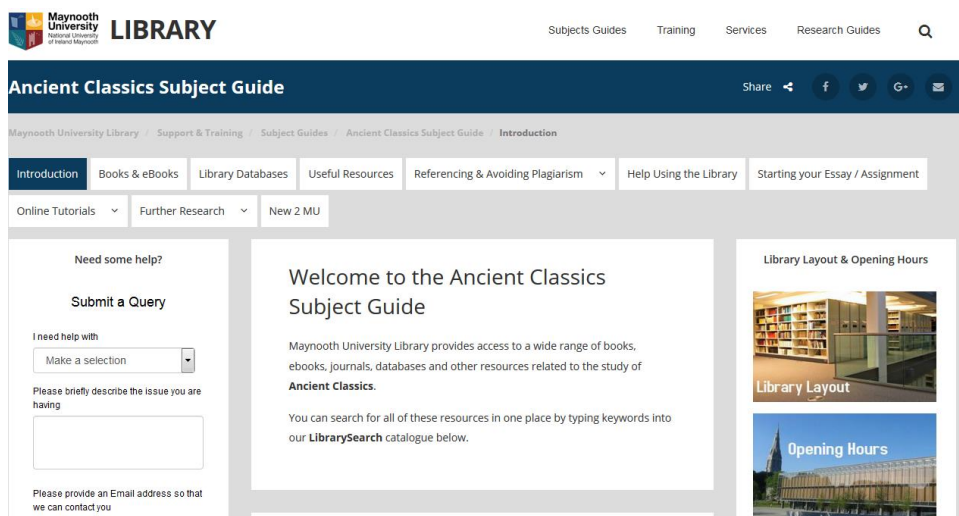 Maynooth
University
National University
of Ireland Maynooth
LIBRARY
Subjects Guides Training Services Research Guides
Ancient Classics Subject Guide
Share
f
G+
Maynooth University Library / Support & Training / Subject Guides / Ancient Classics Subject Guide / Introduction
Introduction Books & eBooks Library Databases Useful Resources Referencing & Avoiding Plagiarism Help Using the Library Starting your Essay / Assignment
Online Tutorials Further Research New 2 MU
Need some help?
Submit a Query
I need help with
Make a selection
Please briefly describe the issue you are
having
Please provide an Email address so that
we can contact you
Welcome to the Ancient Classics
Subject Guide
Maynooth University Library provides access to a wide range of books,
ebooks, journals, databases and other resources related to the study of
Ancient Classics.
You can search for all of these resources in one place by typing keywords into
our LibrarySearch catalogue below.
Library Layout & Opening Hours
Library Layout
Opening Hours